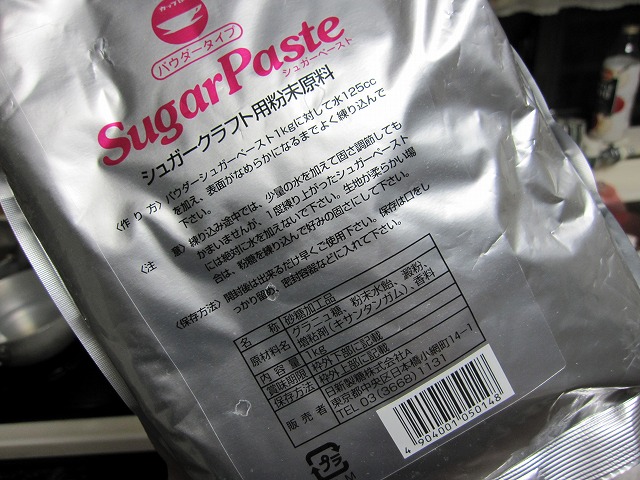 カップ印
パウダータイプ
SugarPaste
シュガーペースト
シュガークラフト用粉末原料
〈作り方〉パウダーシュガーペースト1kgに対して水125cc
を加え、表面がなめらかになるまでよく練り込んで
下さい。
〈注 意〉練り込み途中では、少量の水を加えて固さ調節しても
かまいませんが、1度練り上がったシュガーペースト
には絶対に水を加えないで下さい。生地が柔らかい場
合は、粉糖を練り込んで好みの固さにして下さい。
〈保存方法〉開封後は出来るだけ早くご使用下さい。保存は口をし
っかり留め、密封容器などに入れて下さい。
名 称 砂糖加工品
原材料名 グラニュ糖、粉末水飴、澱粉、
増粘剤(キサンタンガム)、香料
内容量 1kg
賞味期限 枠外下部に記載
保存方法 枠外上部に記載
販売者 日新製糖株式会社A
東京都中央区日本橋小網町14-1
TEL 03(3668)1131
4 904001 050148
プラ
M